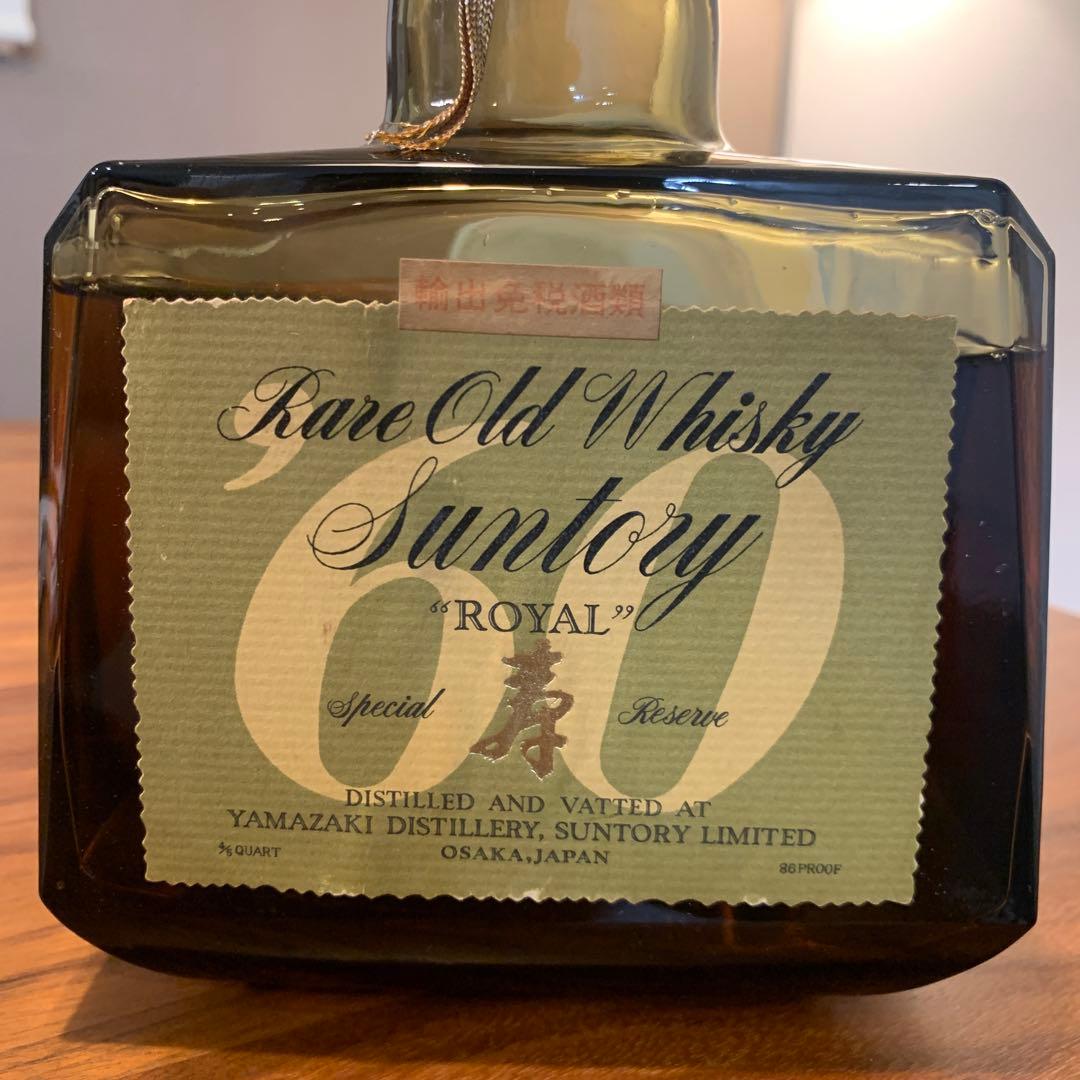 輸出免税酒類
Rare Old Whisky
'60
Suntory
"ROYAL"
寿
Special Reserve
DISTILLED AND VATTED AT
YAMAZAKI DISTILLERY, SUNTORY LIMITED
OSAKA, JAPAN
4/5 QUART
86 PROOF